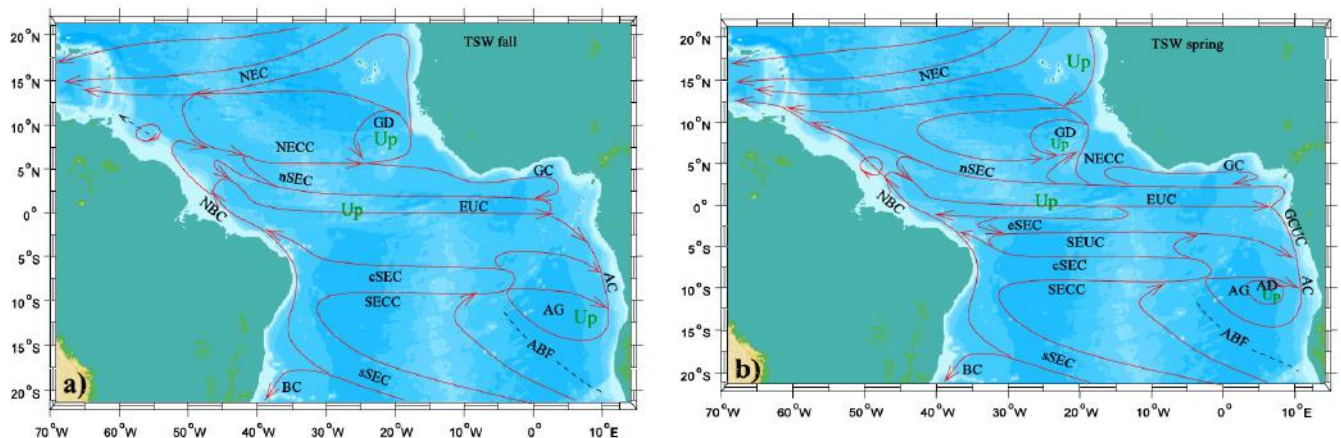 TSW fall
20°N
15°N
10°N
5°N
0°
5°S
10°S
15°S
20°S
NEC
GD
Up
NECC
nSEC
GC
Up
EUC
NBC
cSEC
SECC
AG
Up
AC
ABF
sSEC
BC
a)
70°W
60°W
50°W
40°W
30°W
20°W
10°W
0°
10°E
TSW spring
20°N
15°N
10°N
5°N
0°
5°S
10°S
15°S
20°S
Up
NEC
GD
Up
NECC
nSEC
GC
Up
EUC
NBC
eSEC
GCUC
SEUC
cSEC
SECC
AG
AD
Up
AC
ABF
sSEC
BC
b)
70°W
60°W
50°W
40°W
30°W
20°W
10°W
0°
10°E